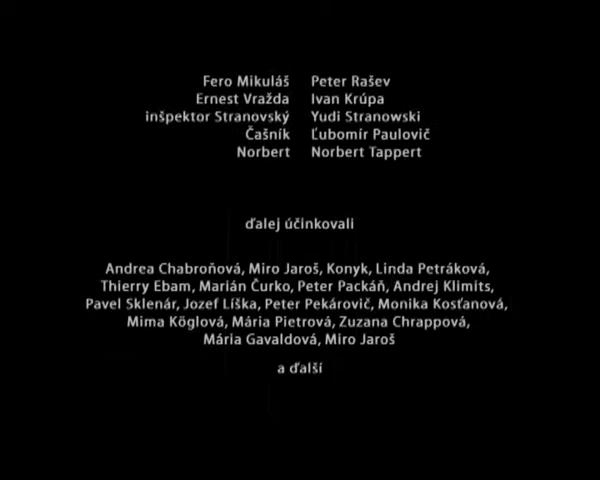 Fero Mikuláš Peter Rašev
Ernest Vražda Ivan Krúpa
inšpektor Stranovský Yudi Stranowski
Čašník Ľubomír Paulovič
Norbert Norbert Tappert
ďalej účinkovali
Andrea Chabroňová, Miro Jaroš, Konyk, Linda Petráková,
Thierry Ebam, Marián Čurko, Peter Packáň, Andrej Klimits,
Pavel Sklenár, Jozef Líška, Peter Pekárovič, Monika Kosťanová,
Mima Köglová, Mária Pietrová, Zuzana Chrappová,
Mária Gavaldová, Miro Jaroš
a ďalší